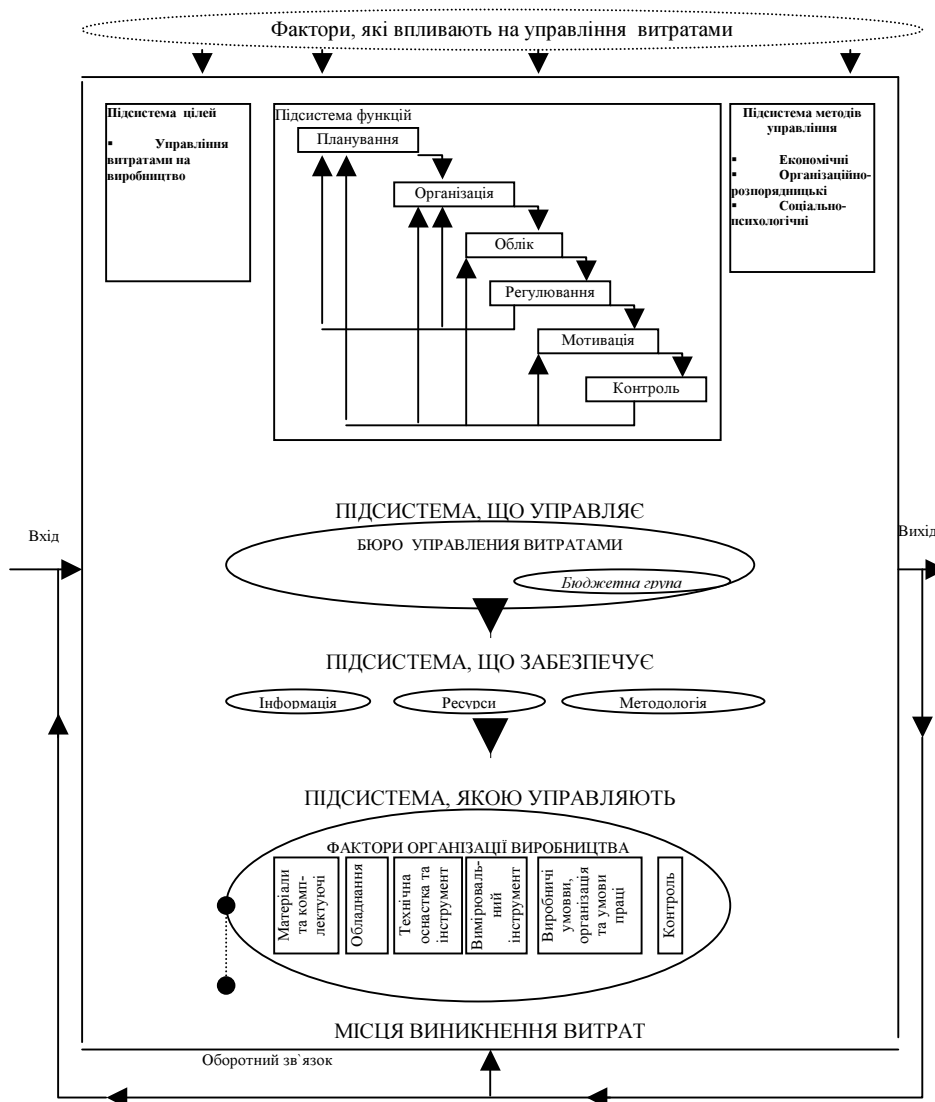 Фактори, які впливають на управління витратами
Підсистема цілей
▪ Управління
витратами на
виробництво
Підсистема функцій
Планування
Організація
Облік
Регулювання
Мотивація
Контроль
Підсистема методів
управління
▪ Економічні
▪ Організаційно-
розпорядницькі
▪ Соціально-
психологічні
ПІДСИСТЕМА, ЩО УПРАВЛЯЄ
Вхід
Вихід
БЮРО УПРАВЛЕНИЯ ВИТРАТАМИ
Бюджетна група
ПІДСИСТЕМА, ЩО ЗАБЕЗПЕЧУЄ
Інформація
Ресурси
Методологія
ПІДСИСТЕМА, ЯКОЮ УПРАВЛЯЮТЬ
ФАКТОРИ ОРГАНІЗАЦІЇ ВИРОБНИЦТВА
Матеріали
та комп-
лектуючі
Обладнання
Технічна
оснастка та
інструмент
Вимірюваль-
ний
інструмент
Виробничі
умовви,
організація
та умови
праці
Контроль
МІСЦЯ ВИНИКНЕННЯ ВИТРАТ
Оборотний зв`язок